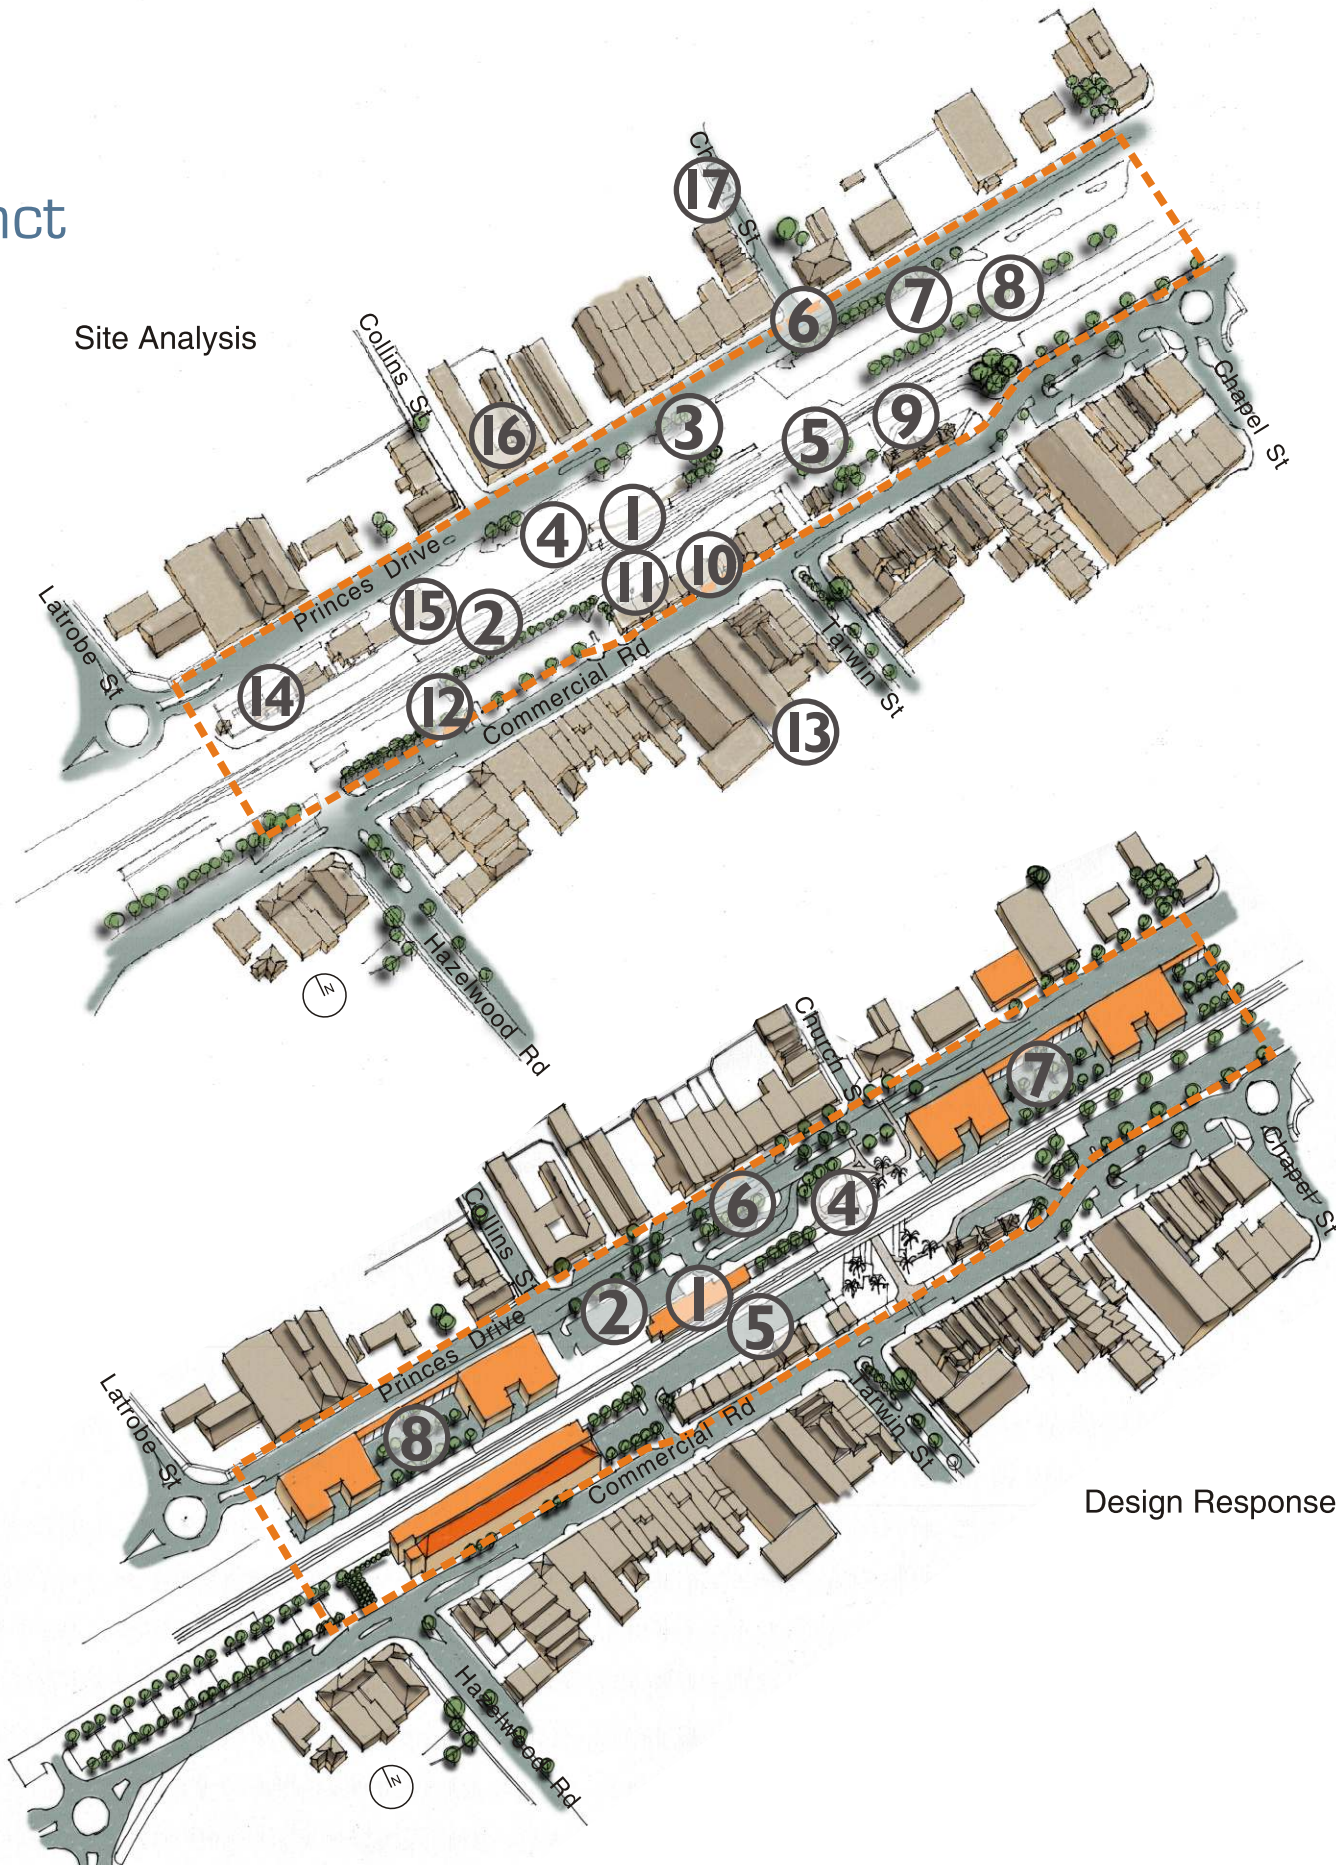 nct
Site Analysis
Church St
17
Collins St
6
7
8
Chapel St
16
3
5
9
4
1
Princes Drive
11
10
15
2
Latrobe St
Tarwin St
14
12
Commercial Rd
13
Hazelwood Rd
N
Church St
7
Collins St
6
4
Chapel St
2
1
5
Princes Drive
Latrobe St
8
Commercial Rd
Tarwin St
Design Response
Hazelwood Rd
N